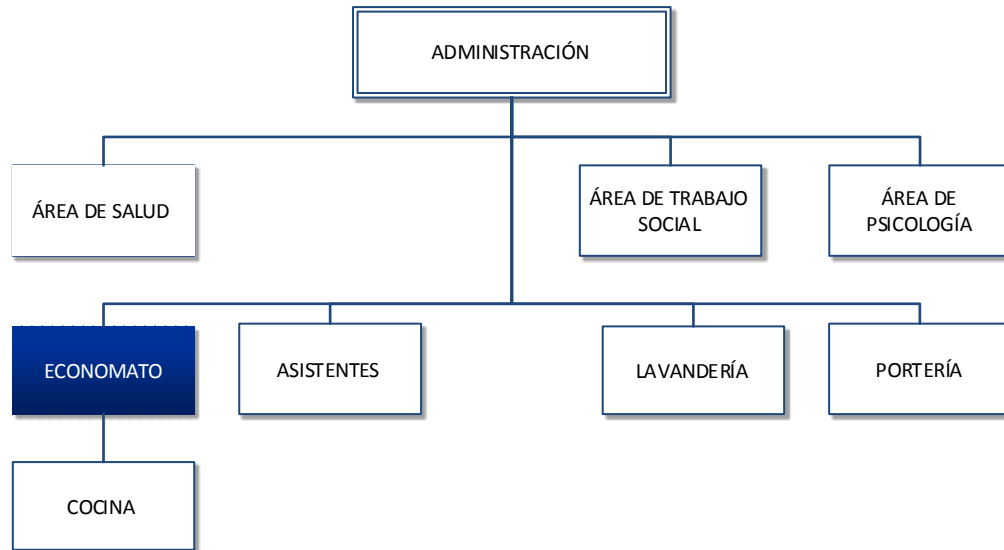 ADMINISTRACIÓN
ÁREA DE SALUD
ÁREA DE TRABAJO
SOCIAL
ÁREA DE
PSICOLOGÍA
ECONOMATO
ASISTENTES
LAVANDERÍA
PORTERÍA
COCINA